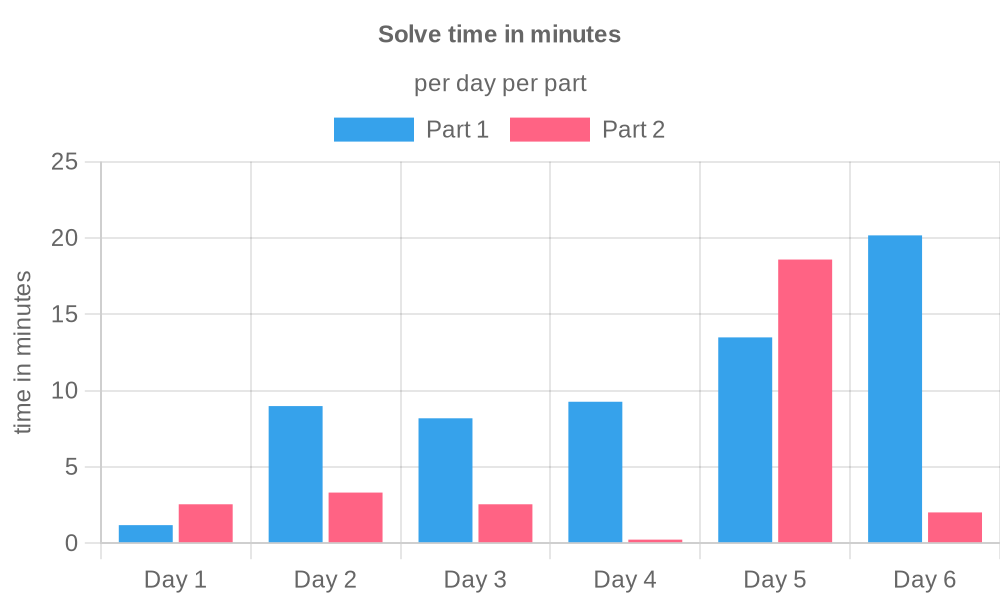 Solve time in minutes
per day per part
Part 1 Part 2
25
20
15
10
5
0
time in minutes
Day 1 Day 2 Day 3 Day 4 Day 5 Day 6